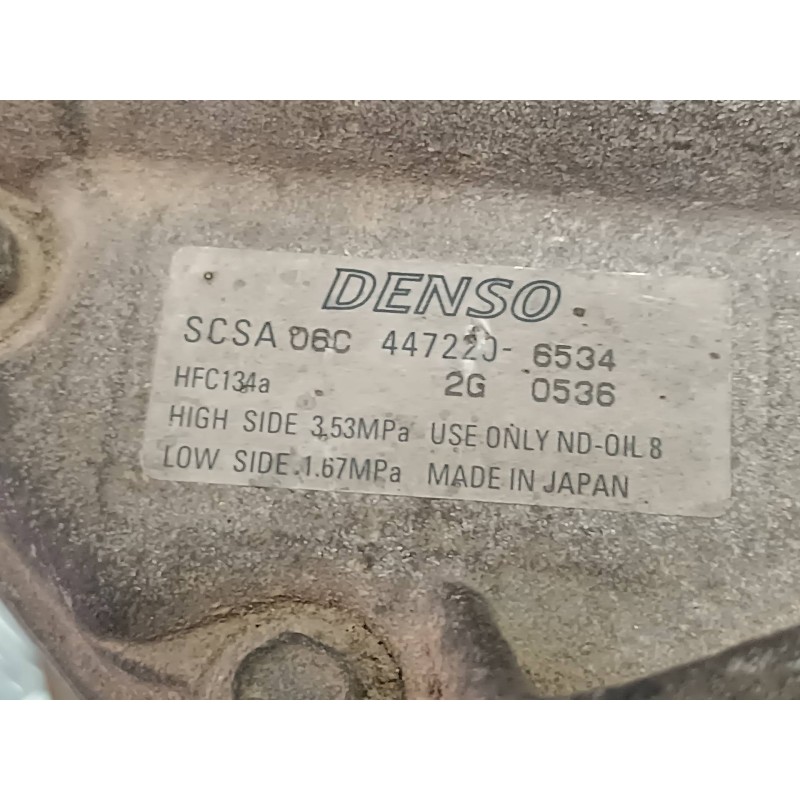 DENSO
SCSA 06C 447220-6534
HFC134a 2G 0536
HIGH SIDE 3.53MPa USE ONLY ND-OIL 8
LOW SIDE 1.67MPa MADE IN JAPAN